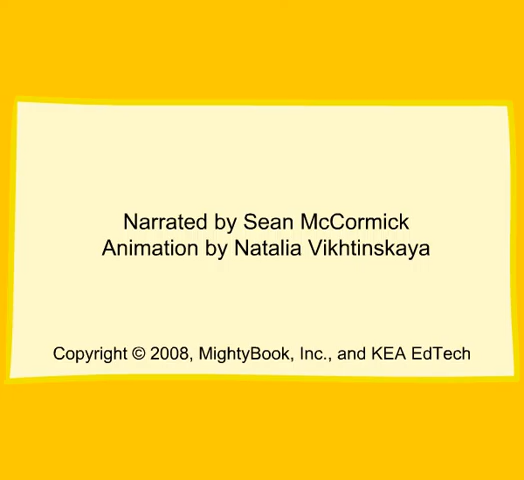 Narrated by Sean McCormick
Animation by Natalia Vikhtinskaya
Copyright © 2008, MightyBook, Inc., and KEA EdTech